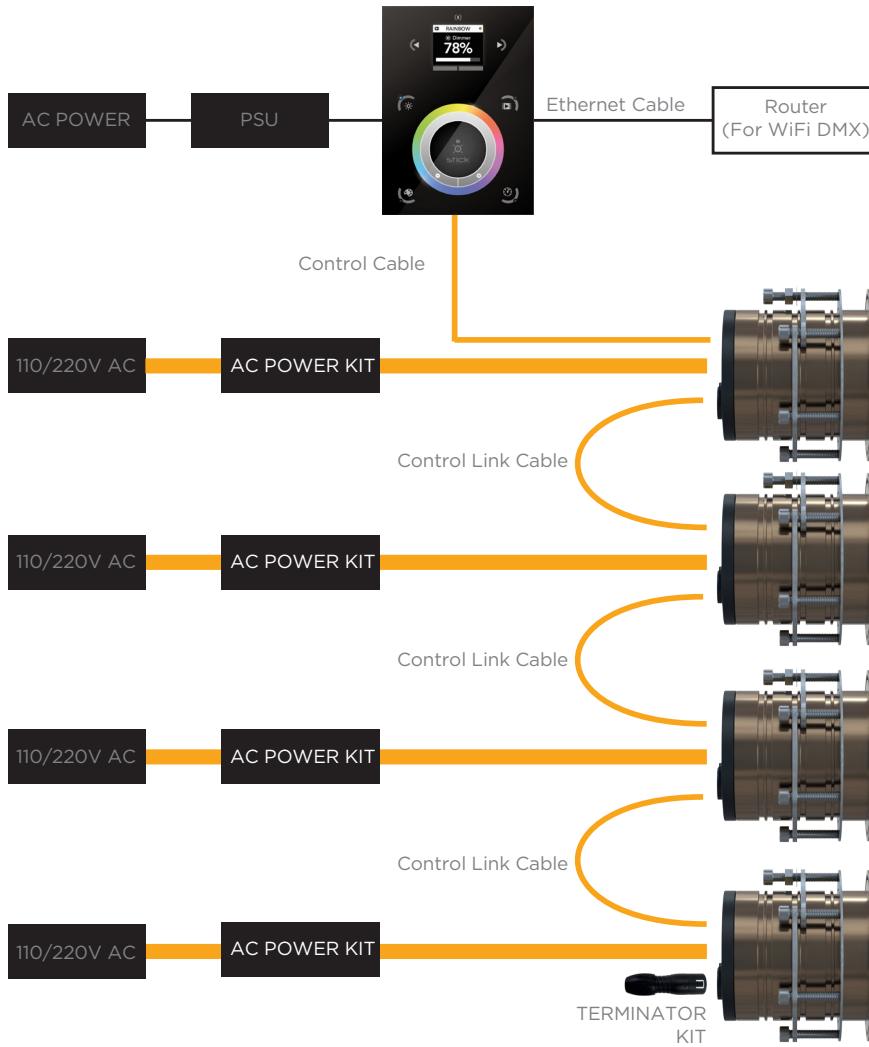 RAINBOW
Dimmer
78%
stick
AC POWER
PSU
Ethernet Cable
Router
(For WiFi DMX)
Control Cable
110/220V AC
AC POWER KIT
Control Link Cable
110/220V AC
AC POWER KIT
Control Link Cable
110/220V AC
AC POWER KIT
Control Link Cable
110/220V AC
AC POWER KIT
TERMINATOR
KIT